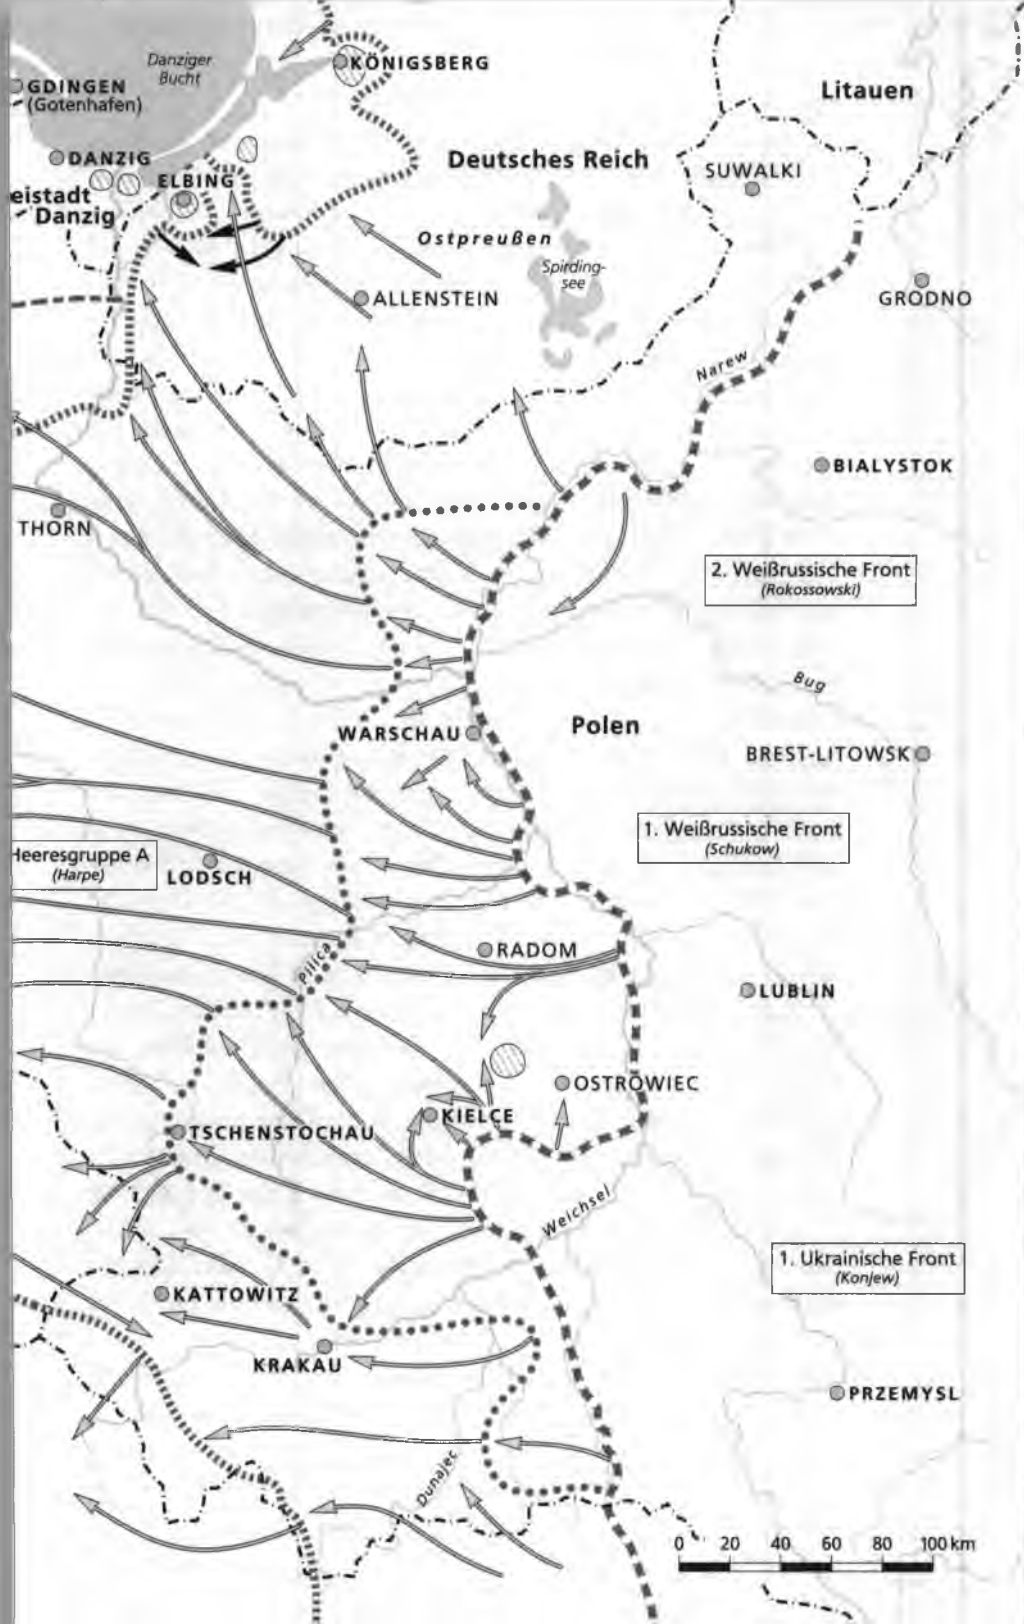 Danziger
Bucht
KÖNIGSBERG
GDINGEN
(Gotenhafen)
Litauen
DANZIG
Deutsches Reich
SUWALKI
ELBING
eistadt
Danzig
Ostpreußen
Spirding-
see
ALLENSTEIN
GRODNO
Narew
BIALYSTOK
THORN
2. Weißrussische Front
(Rokossowski)
Bug
Polen
WARSCHAU
BREST-LITOWSK
1. Weißrussische Front
(Schukow)
Heeresgruppe A
(Harpe)
LODSCH
RADOM
Pilica
LUBLIN
OSTROWIEC
KIELCE
TSCHENSTOCHAU
Weichsel
1. Ukrainische Front
(Konjew)
KATTOWITZ
KRAKAU
PRZEMYSL
Dunajec
0 20 40 60 80 100 km